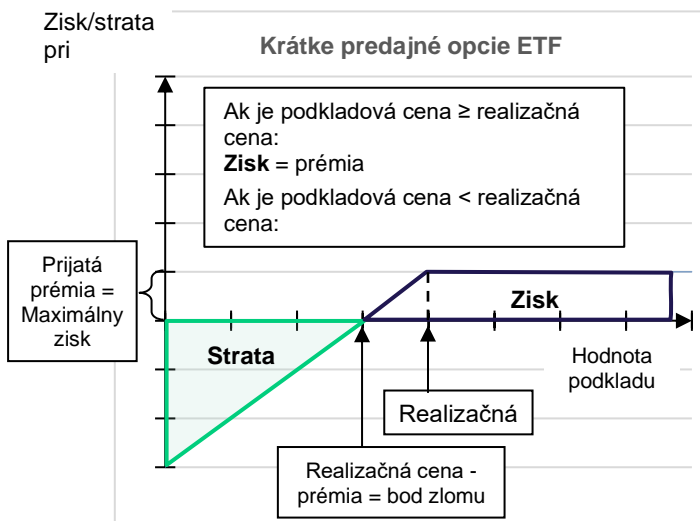 Zisk/strata
pri
Krátke predajné opcie ETF
Ak je podkladová cena ≥ realizačná
cena:
Zisk = prémia
Ak je podkladová cena < realizačná
cena:
Prijatá
prémia =
Maximálny
zisk
Zisk
Strata
Hodnota
podkladu
Realizačná
Realizačná cena -
prémia = bod zlomu